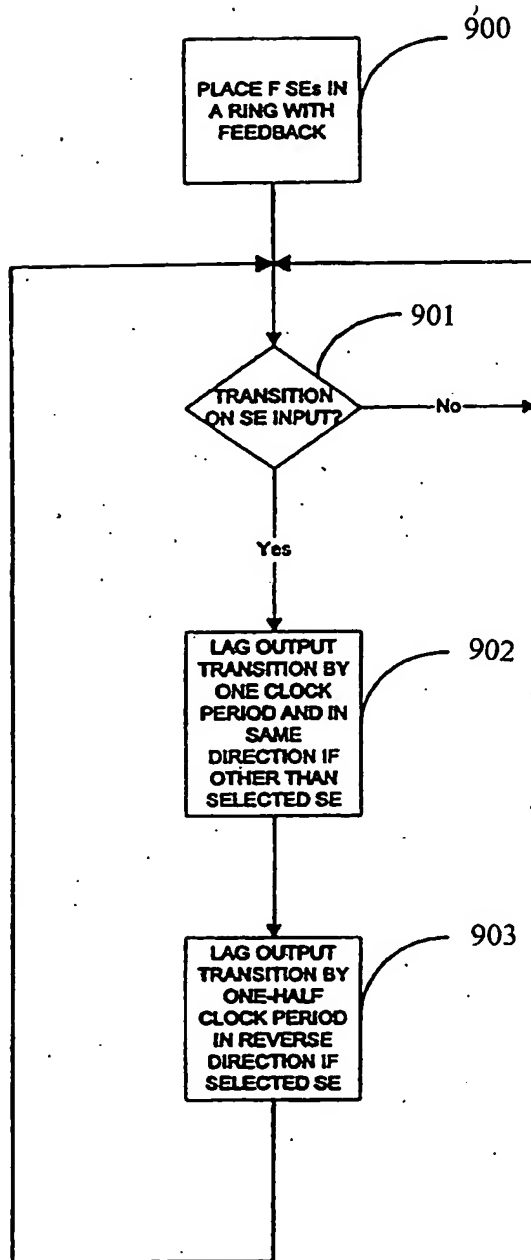 900
PLACE F SEs IN
A RING WITH
FEEDBACK
901
TRANSITION
ON SE INPUT?
No
Yes
902
LAG OUTPUT
TRANSITION BY
ONE CLOCK
PERIOD AND IN
SAME
DIRECTION IF
OTHER THAN
SELECTED SE
903
LAG OUTPUT
TRANSITION BY
ONE-HALF
CLOCK PERIOD
IN REVERSE
DIRECTION IF
SELECTED SE